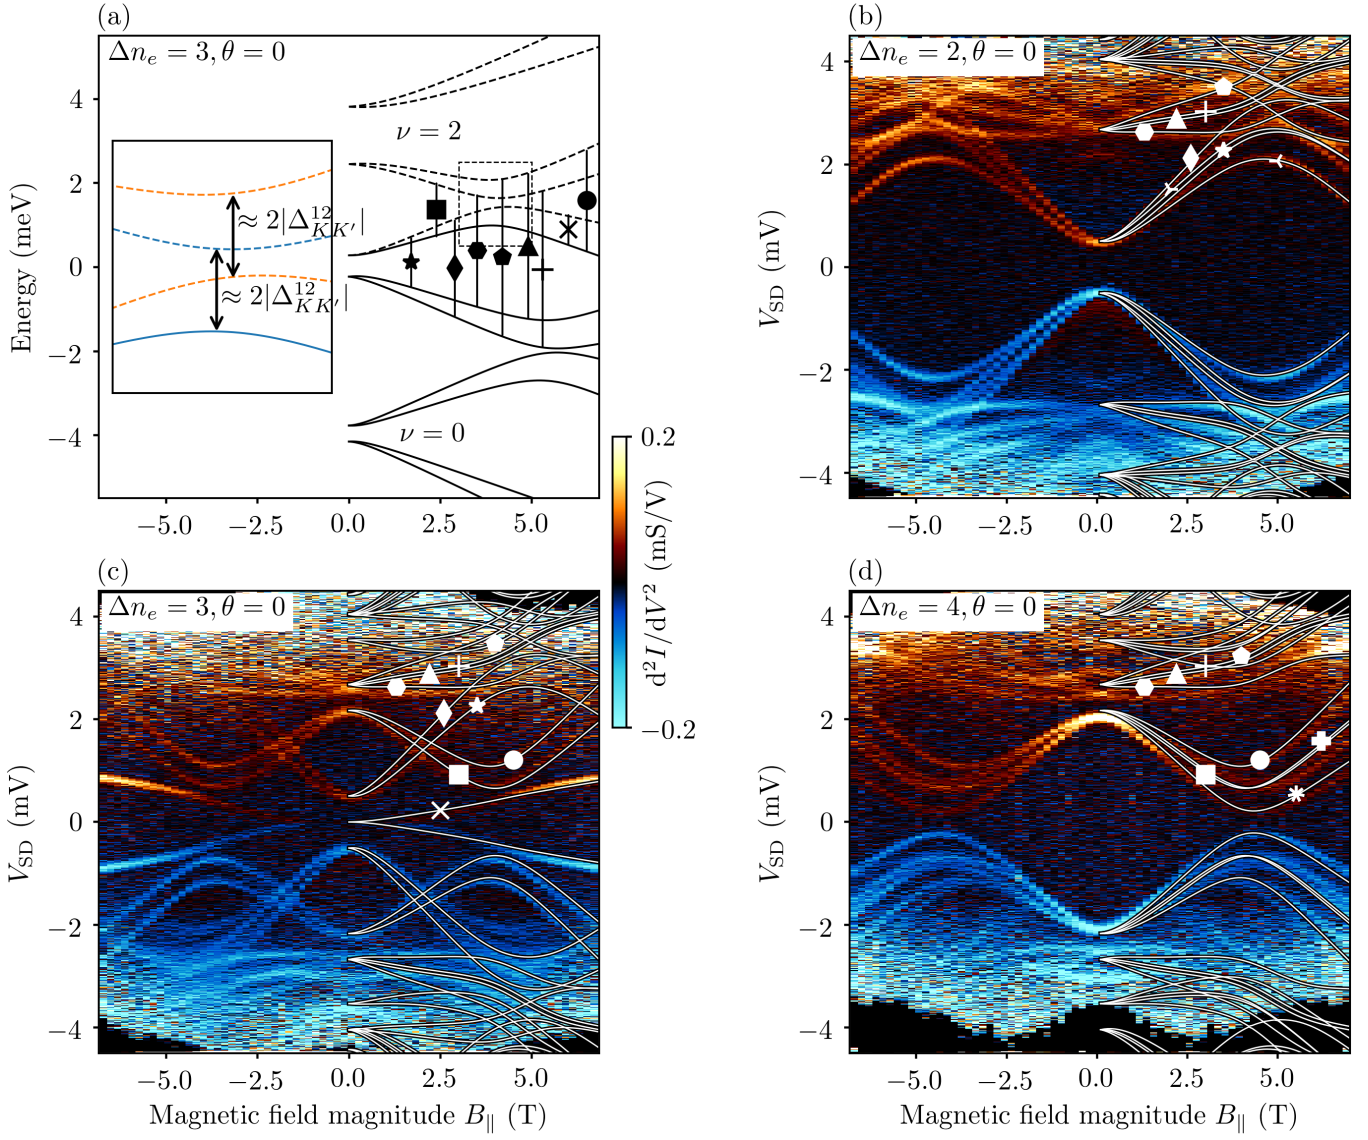 (a)
Δn_e = 3, θ = 0
ν = 2
≈ 2|Δ^{12}_{KK′}|
≈ 2|Δ^{12}_{KK′}|
ν = 0
4
2
0
−2
−4
Energy (meV)
−5.0
−2.5
0.0
2.5
5.0
(b)
Δn_e = 2, θ = 0
4
2
0
−2
−4
V_SD (mV)
−5.0
−2.5
0.0
2.5
5.0
0.2
−0.2
d²I/dV² (mS/V)
(c)
Δn_e = 3, θ = 0
4
2
0
−2
−4
V_SD (mV)
−5.0
−2.5
0.0
2.5
5.0
Magnetic field magnitude B_∥ (T)
(d)
Δn_e = 4, θ = 0
4
2
0
−2
−4
V_SD (mV)
−5.0
−2.5
0.0
2.5
5.0
Magnetic field magnitude B_∥ (T)